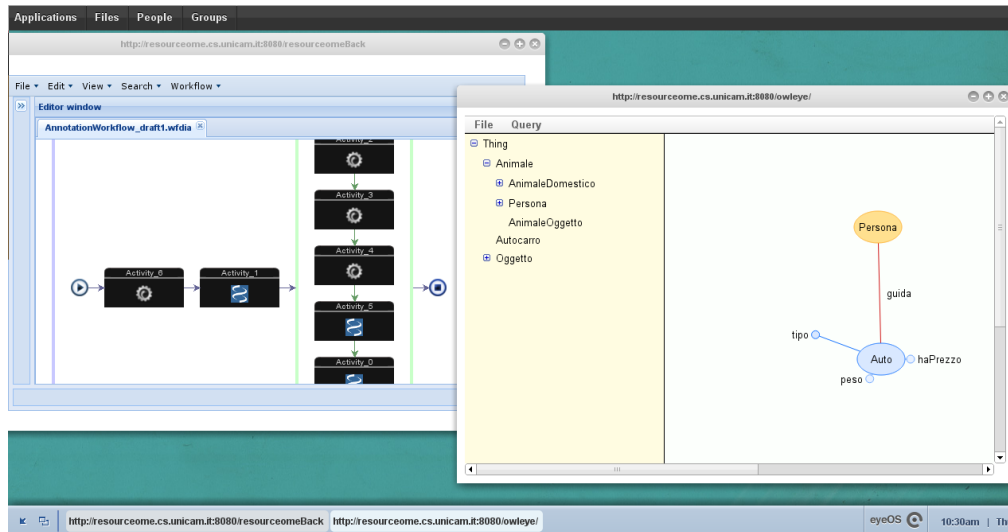 Applications Files People Groups
http://resourceome.cs.unicam.it:8080/resourceomeBack
File Edit View Search Workflow
Editor window
AnnotationWorkflow_draft1.wfdia
Activity_2
Activity_3
Activity_4
Activity_6 Activity_1
Activity_5
Activity_0
http://resourceome.cs.unicam.it:8080/owleye/
File Query
Thing
Animale
AnimaleDomestico
Persona
AnimaleOggetto
Autocarro
Oggetto
Persona
guida
tipo
Auto haPrezzo
peso
http://resourceome.cs.unicam.it:8080/resourceomeBack http://resourceome.cs.unicam.it:8080/owleye/ eyeOS 10:30am | Th